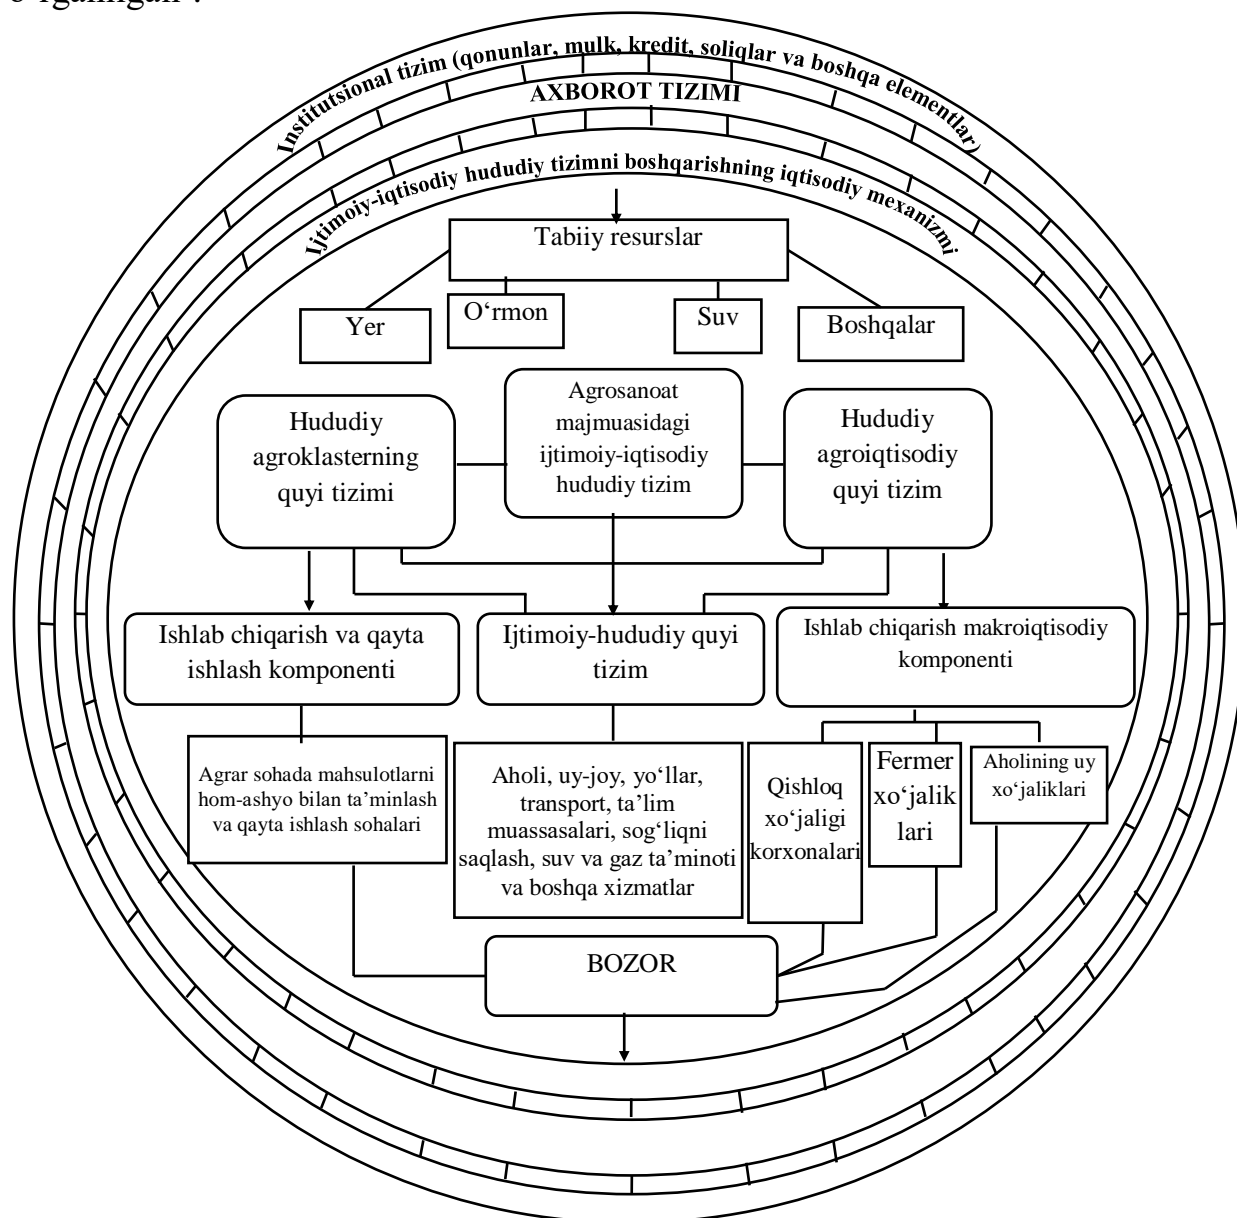 Institutsional tizim (qonunlar, mulk, kredit, soliqlar va boshqa elementlar)
AXBOROT TIZIMI
Ijtimoiy-iqtisodiy hududiy tizimni boshqarishning iqtisodiy mexanizmi
Tabiiy resurslar
Yer
O‘rmon
Suv
Boshqalar
Hududiy
agroklasterning
quyi tizimi
Agrosanoat
majmuasidagi
ijtimoiy-iqtisodiy
hududiy tizim
Hududiy
agroiqtisodiy
quyi tizim
Ishlab chiqarish va qayta
ishlash komponenti
Ijtimoiy-hududiy quyi
tizim
Ishlab chiqarish makroiqtisodiy
komponenti
Agrar sohada mahsulotlarni
hom-ashyo bilan ta’minlash
va qayta ishlash sohalari
Aholi, uy-joy, yo‘llar,
transport, ta’lim
muassasalari, sog‘liqni
saqlash, suv va gaz ta’minoti
va boshqa xizmatlar
Qishloq
xo‘jaligi
korxonalari
Fermer
xo‘jalik
lari
Aholining uy
xo‘jaliklari
BOZOR